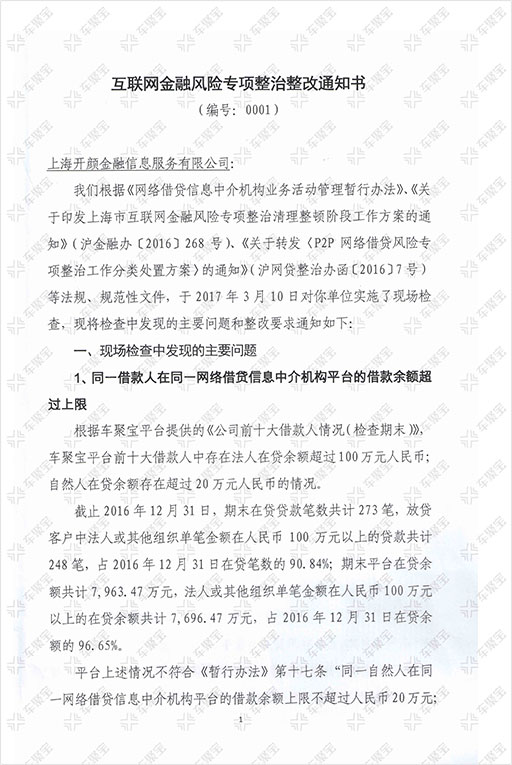 互联网金融风险专项整治整改通知书
（编号：0001）
上海开颜金融信息服务有限公司：
我们根据《网络借贷信息中介机构业务活动管理暂行办法》、《关
于印发上海市互联网金融风险专项整治清理整顿阶段工作方案的通
知》（沪金融办〔2016〕268 号）、《关于转发〈P2P 网络借贷风险专
项整治工作分类处置方案〉的通知》（沪网贷整治办函〔2016〕7 号）
等法规、规范性文件，于 2017 年 3 月 10 日对你单位实施了现场检
查，现将检查中发现的主要问题和整改要求通知如下：
一、现场检查中发现的主要问题
1、同一借款人在同一网络借贷信息中介机构平台的借款余额超
过上限
根据车聚宝平台提供的《公司前十大借款人情况（检查期末）》，
车聚宝平台前十大借款人中存在法人在贷余额超过 100 万元人民币；
自然人在贷余额存在超过 20 万元人民币的情况。
截止 2016 年 12 月 31 日，期末在贷贷款笔数共计 273 笔，放贷
客户中法人或其他组织单笔金额在人民币 100 万元以上的贷款共计
248 笔，占 2016 年 12 月 31 日在贷笔数的 90.84%；期末平台在贷余
额共计 7,963.47 万元，法人或其他组织单笔金额在人民币 100 万元
以上的在贷余额共计 7,696.47 万元，占 2016 年 12 月 31 日在贷余
额的 96.65%。
平台上述情况不符合《暂行办法》第十七条“同一自然人在同
一网络借贷信息中介机构平台的借款余额上限不超过人民币 20 万元；
1
车聚宝